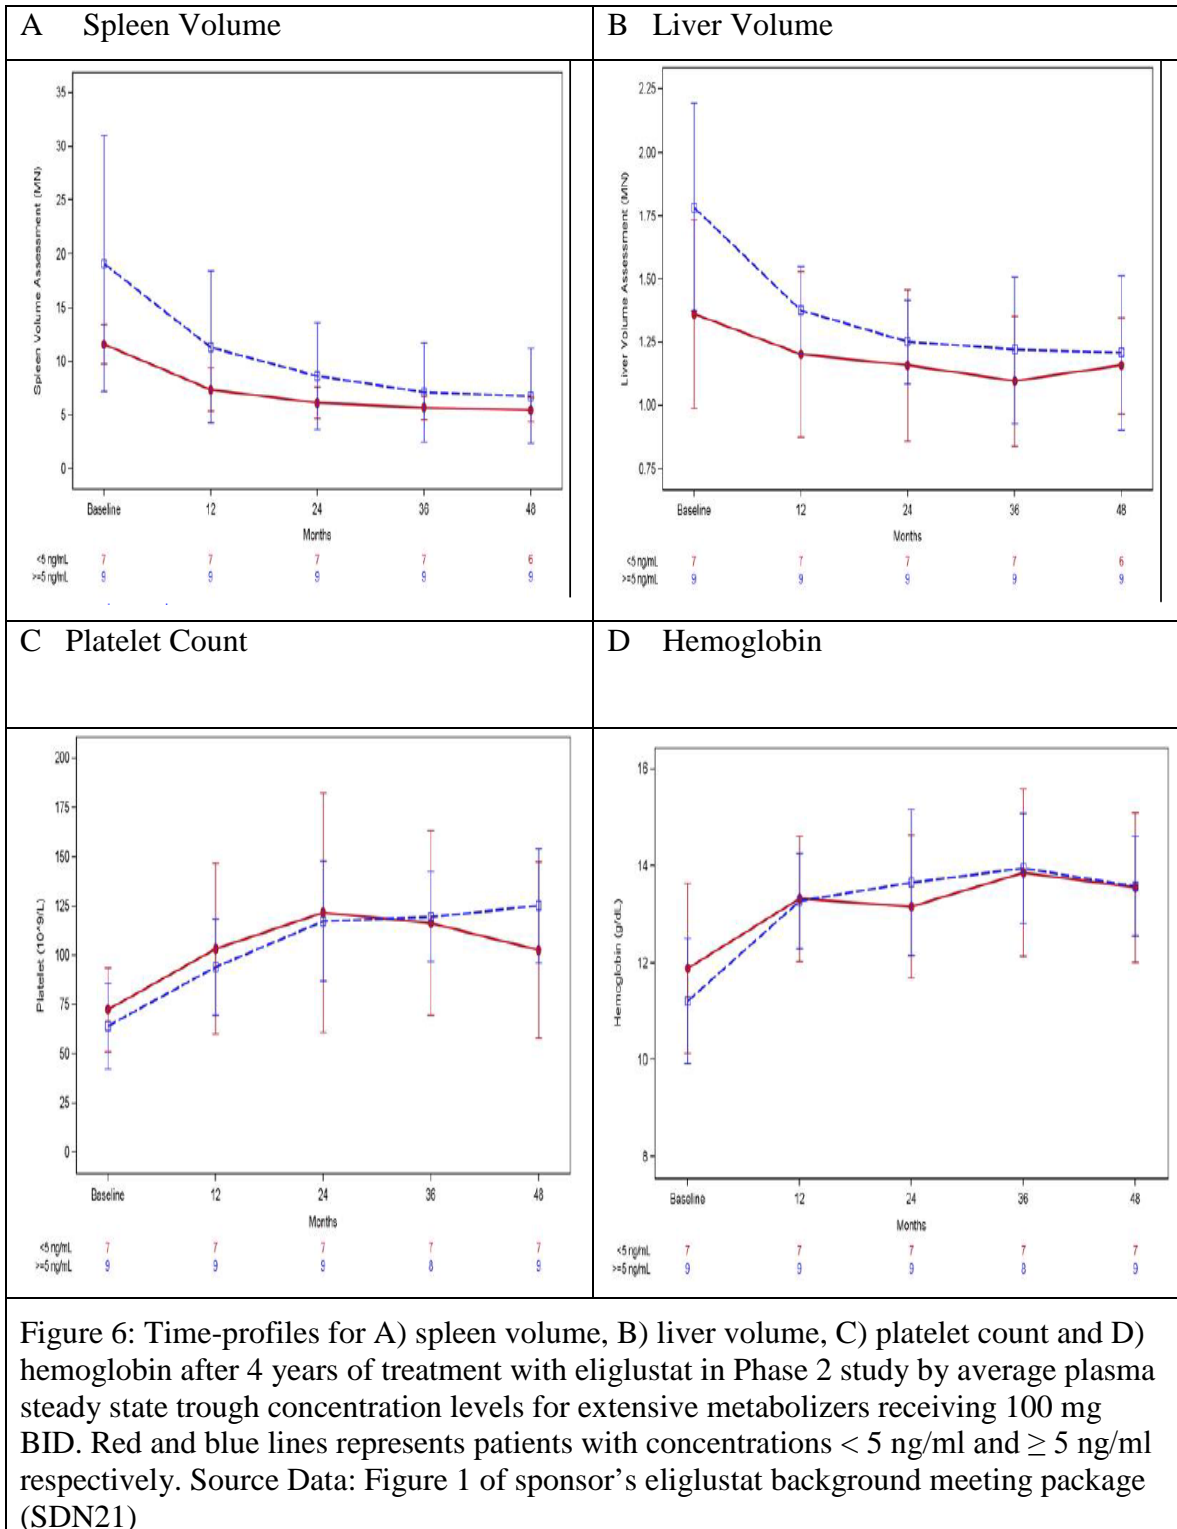 A Spleen Volume
B Liver Volume
35
30
25
20
15
10
5
0
Spleen Volume Assessment (MN)
Baseline 12 24 36 48
Months
<5 ng/mL 7 7 7 7 6
>=5 ng/mL 9 9 9 9 9
2.25
2.00
1.75
1.50
1.25
1.00
0.75
Liver Volume Assessment (MN)
Baseline 12 24 36 48
Months
<5 ng/mL 7 7 7 7 6
>=5 ng/mL 9 9 9 9 9
C Platelet Count
D Hemoglobin
200
175
150
125
100
75
50
25
0
Platelet (10^9/L)
Baseline 12 24 36 48
Months
<5 ng/mL 7 7 7 7 7
>=5 ng/mL 9 9 9 8 9
16
14
12
10
8
Hemoglobin (g/dL)
Baseline 12 24 36 48
Months
<5 ng/mL 7 7 7 7 7
>=5 ng/mL 9 9 9 8 9
Figure 6: Time-profiles for A) spleen volume, B) liver volume, C) platelet count and D)
hemoglobin after 4 years of treatment with eliglustat in Phase 2 study by average plasma
steady state trough concentration levels for extensive metabolizers receiving 100 mg
BID. Red and blue lines represents patients with concentrations < 5 ng/ml and ≥ 5 ng/ml
respectively. Source Data: Figure 1 of sponsor’s eliglustat background meeting package
(SDN21)